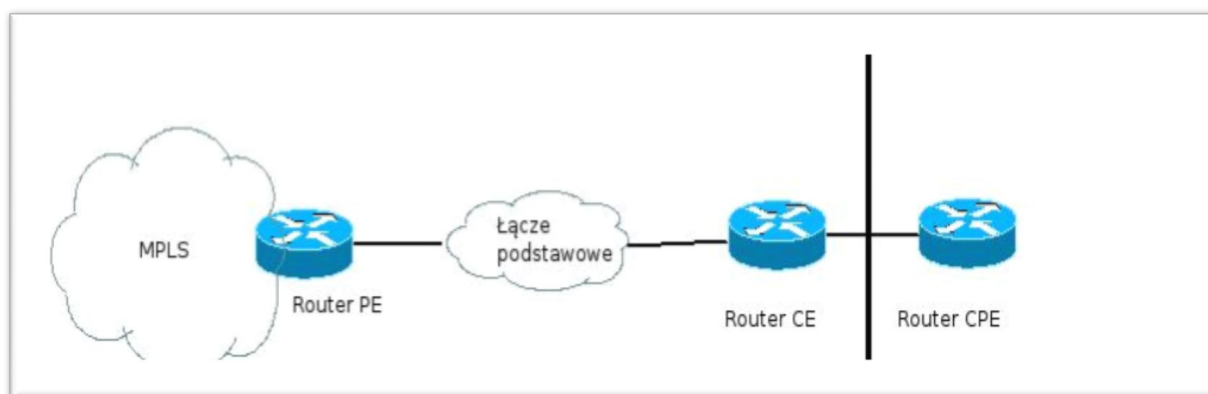 MPLS
Router PE
Łącze
podstawowe
Router CE
Router CPE